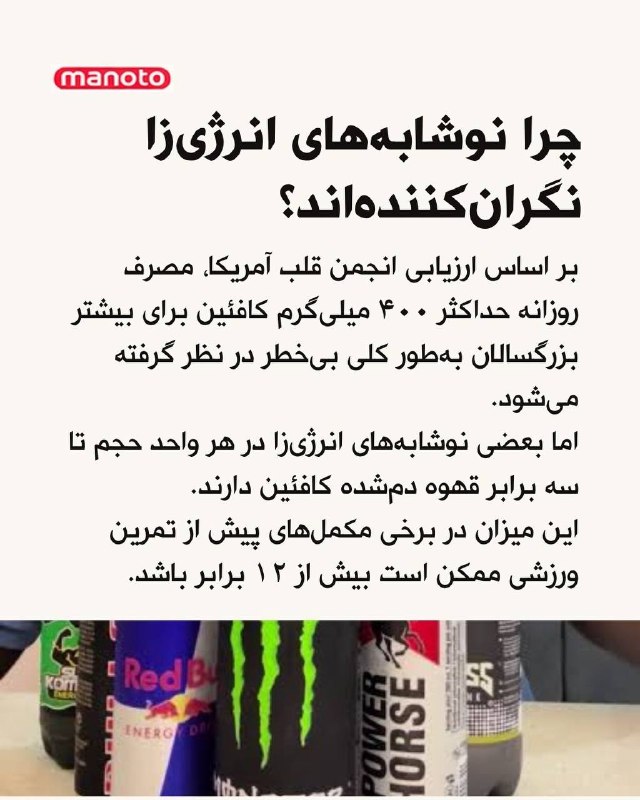 manoto
چرا نوشابه‌های انرژی‌زا
نگران‌کننده‌اند؟
بر اساس ارزیابی انجمن قلب آمریکا، مصرف
روزانه حداکثر ۴۰۰ میلی‌گرم کافئین برای بیشتر
بزرگسالان به‌طور کلی بی‌خطر در نظر گرفته
می‌شود.
اما بعضی نوشابه‌های انرژی‌زا در هر واحد حجم تا
سه برابر قهوه دم‌شده کافئین دارند.
این میزان در برخی مکمل‌های پیش از تمرین
ورزشی ممکن است بیش از ۱۲ برابر باشد.
Red Bu
ENERGY DR
POWER
HORSE